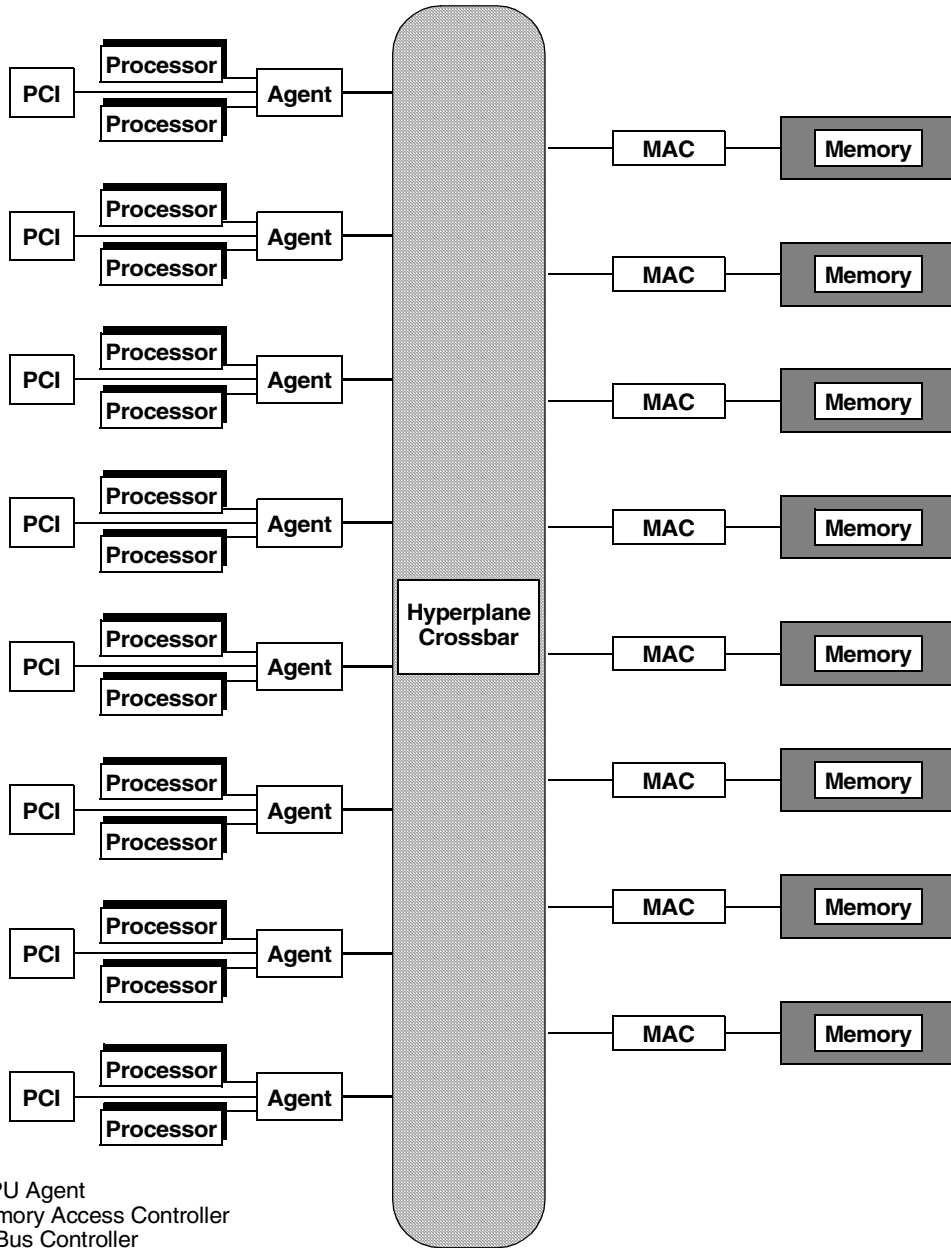 Processor
PCI
Agent
Processor
Processor
PCI
Agent
Processor
Processor
PCI
Agent
Processor
Processor
PCI
Agent
Processor
Processor
PCI
Agent
Processor
Processor
PCI
Agent
Processor
Processor
PCI
Agent
Processor
Processor
PCI
Agent
Processor
Hyperplane
Crossbar
MAC
Memory
MAC
Memory
MAC
Memory
MAC
Memory
MAC
Memory
MAC
Memory
MAC
Memory
MAC
Memory
Agent
Access Controller
Bus Controller